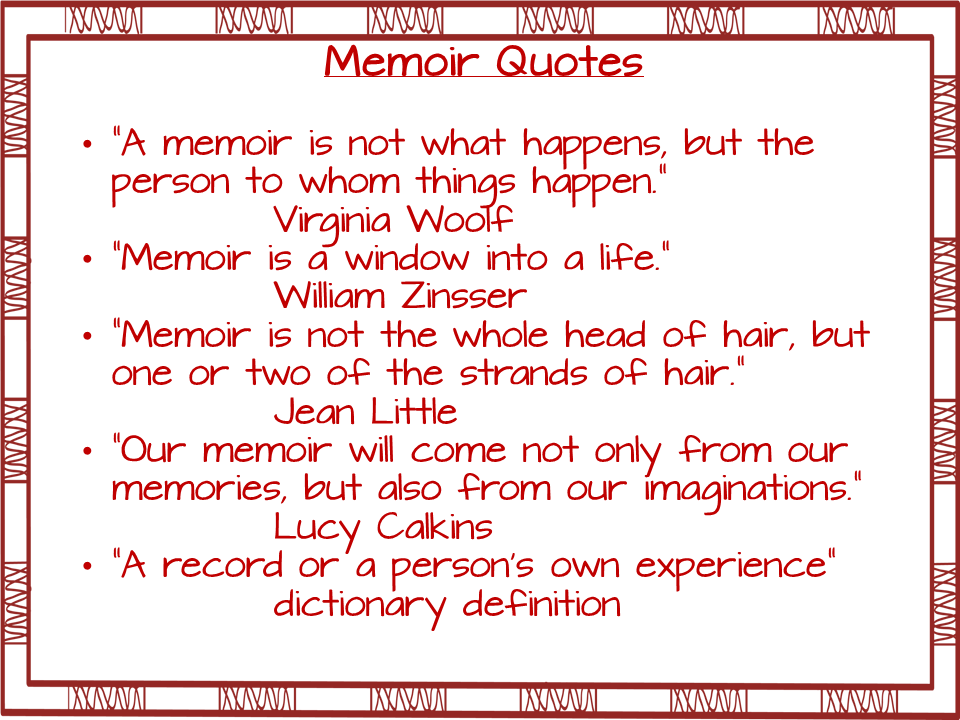 Memoir Quotes
• "A memoir is not what happens, but the
person to whom things happen."
Virginia Woolf
• "Memoir is a window into a life."
William Zinsser
• "Memoir is not the whole head of hair, but
one or two of the strands of hair."
Jean Little
• "Our memoir will come not only from our
memories, but also from our imaginations."
Lucy Calkins
• "A record or a person's own experience"
dictionary definition